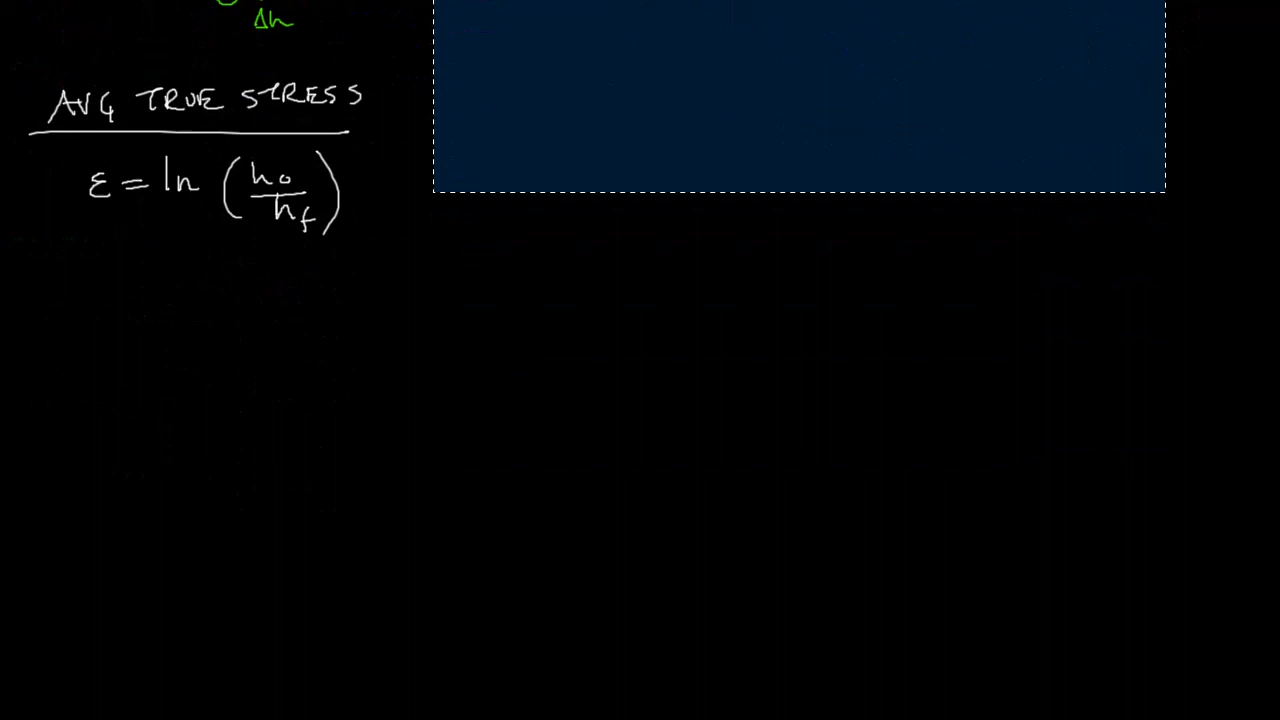 Δh
AVG TRUE STRESS
ε = ln (h₀/h_f)